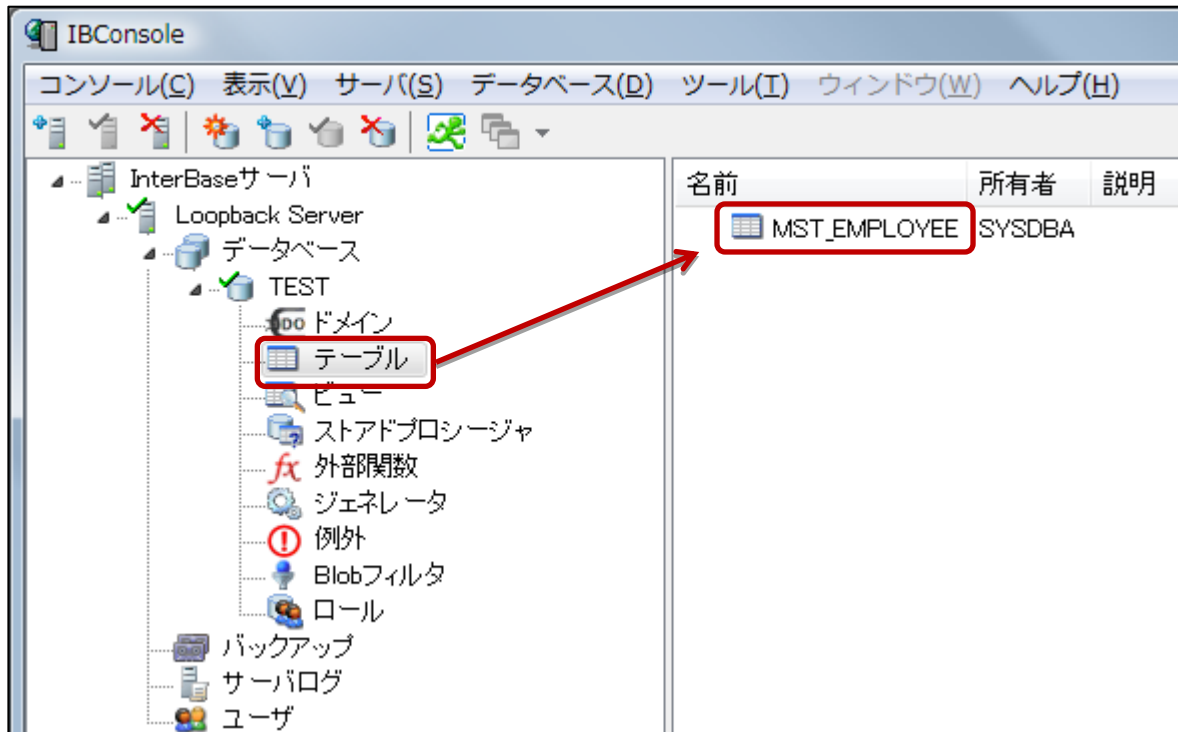 IBConsole
コンソール(C) 表示(V) サーバ(S) データベース(D) ツール(T) ウィンドウ(W) ヘルプ(H)
InterBaseサーバ
Loopback Server
データベース
TEST
DO ドメイン
テーブル
ビュー
ストアドプロシージャ
fx 外部関数
ジェネレータ
例外
Blobフィルタ
ロール
バックアップ
サーバログ
ユーザ
名前 所有者 説明
MST_EMPLOYEE SYSDBA